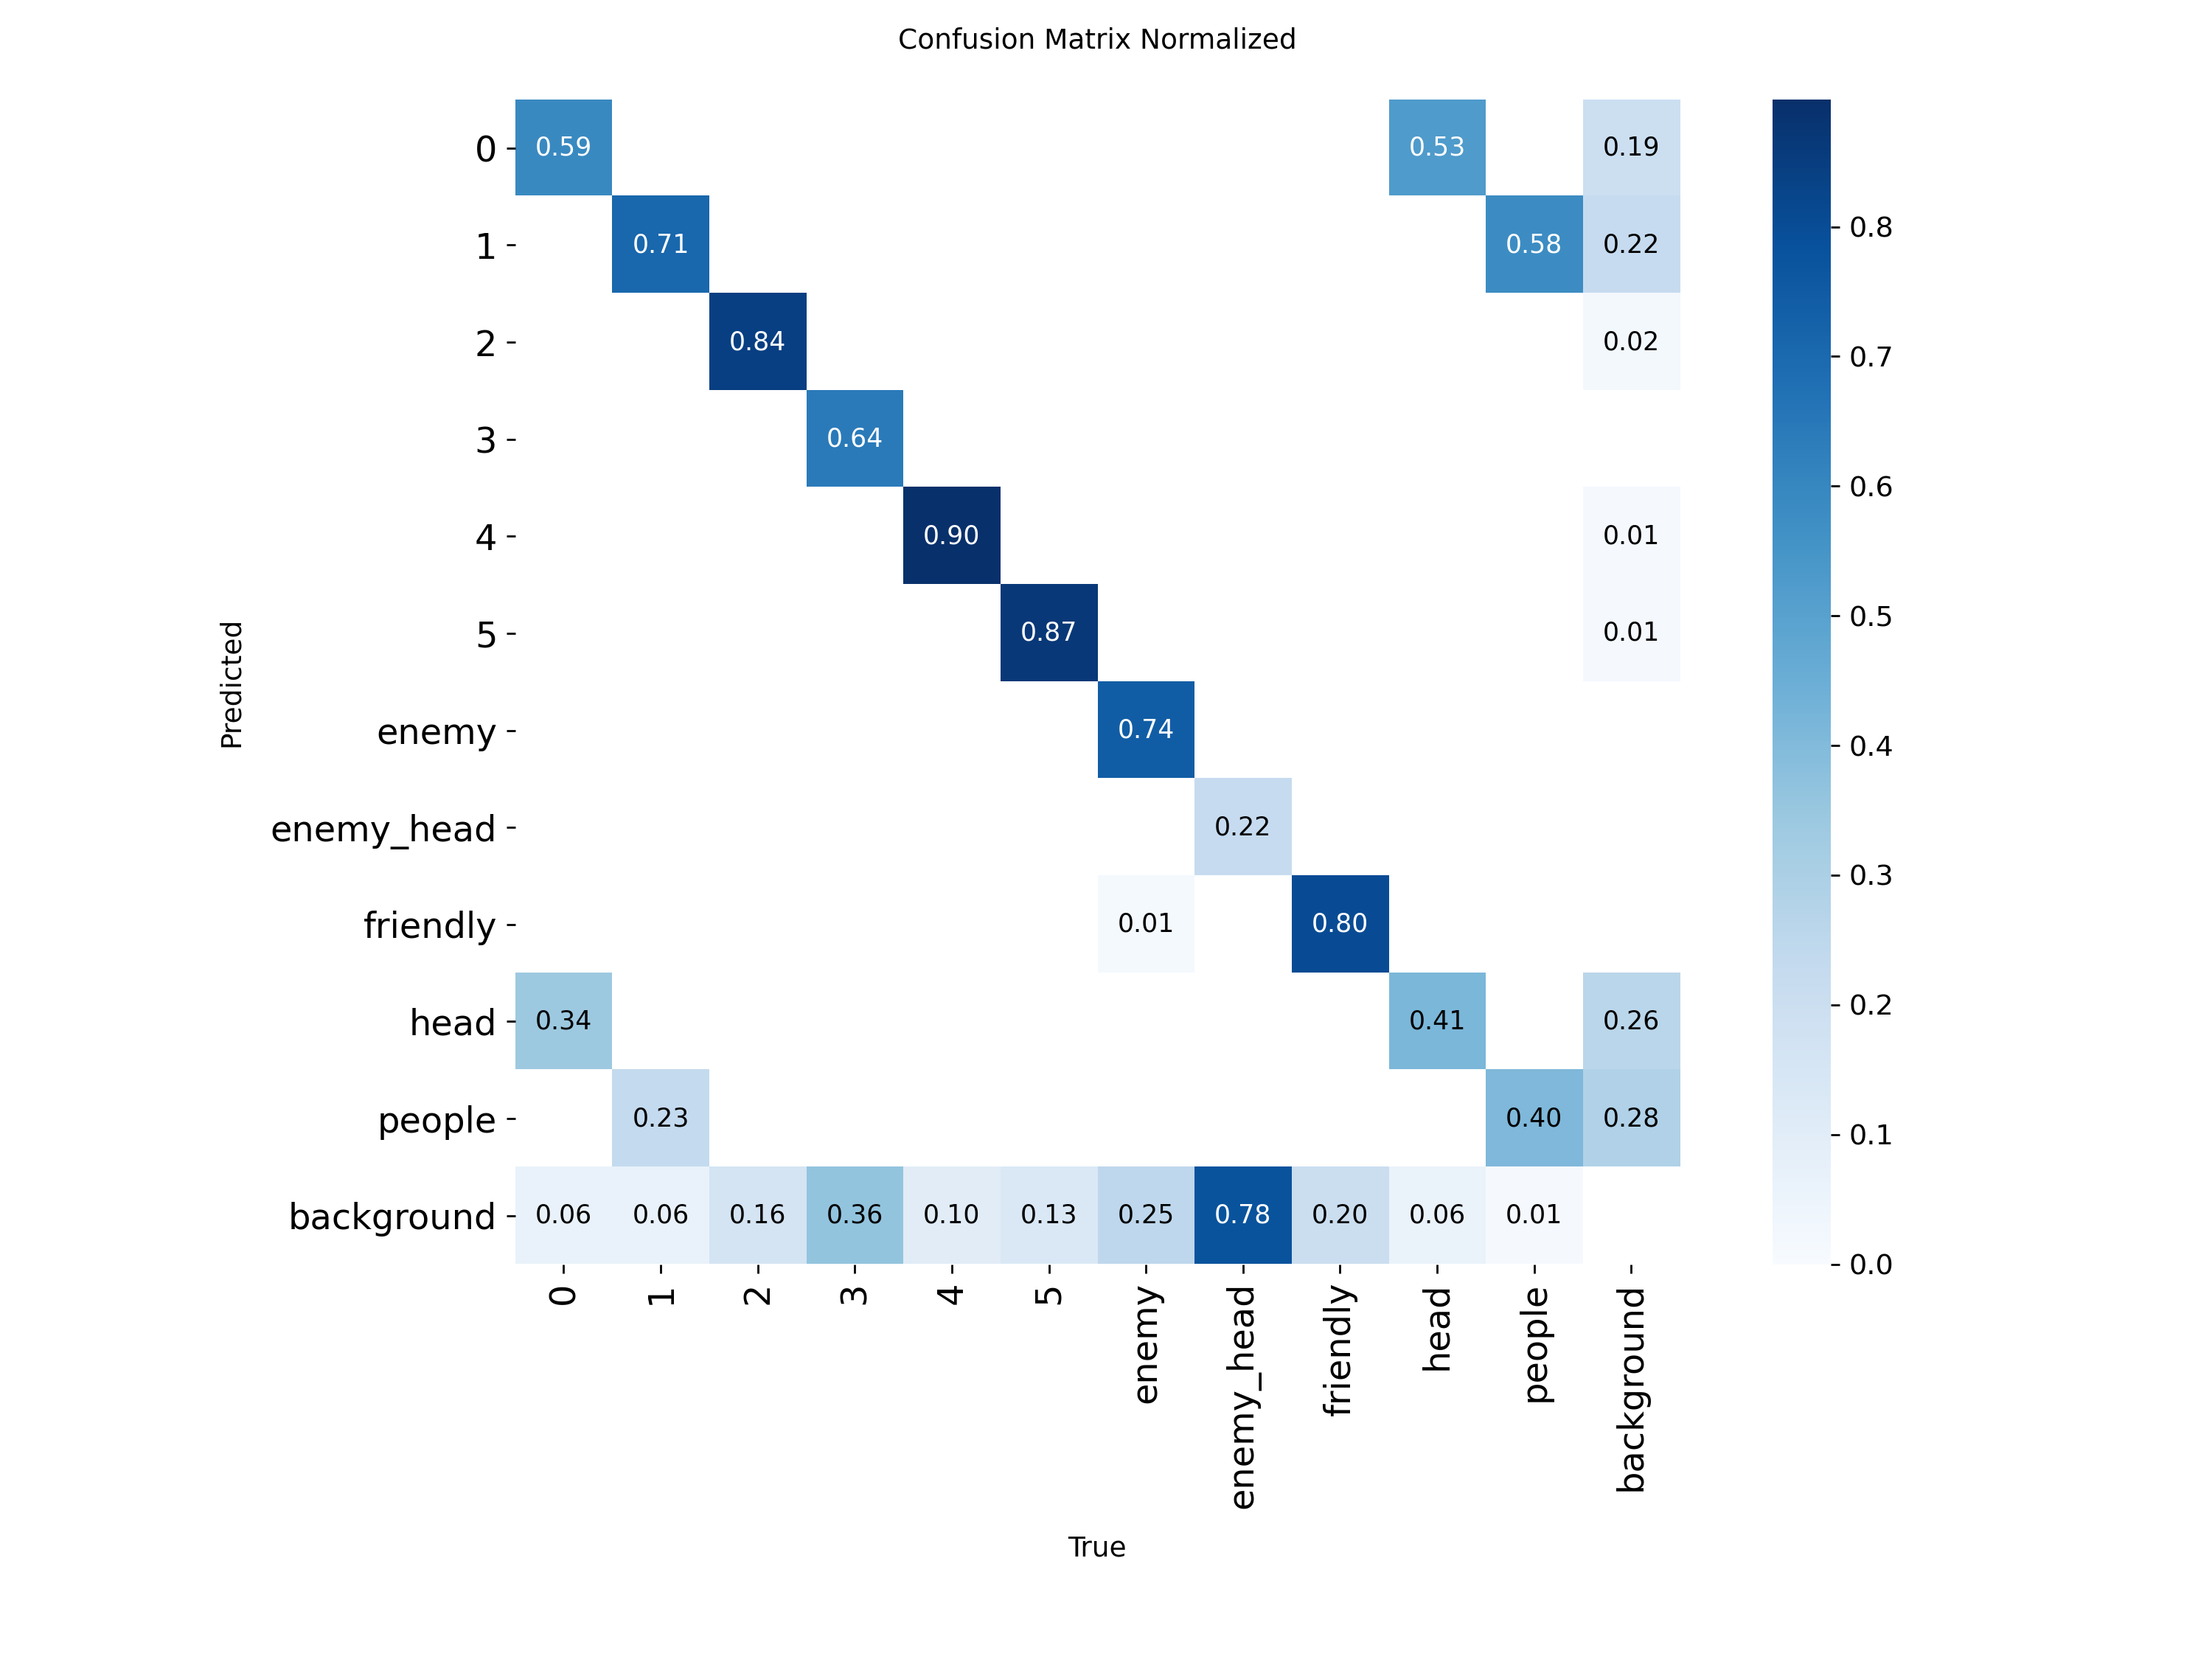 Confusion Matrix Normalized
0 0.59 0.53 0.19
1 0.71 0.58 0.22 0.8
2 0.84 0.02 0.7
3 0.64 0.6
4 0.90 0.01
5 0.87 0.01 0.5
Predicted
enemy 0.74 0.4
enemy_head 0.22 0.3
friendly 0.01 0.80
head 0.34 0.41 0.26 0.2
people 0.23 0.40 0.28 0.1
background 0.06 0.06 0.16 0.36 0.10 0.13 0.25 0.78 0.20 0.06 0.01
0.0
0 1 2 3 4 5 enemy enemy_head friendly head people background
True